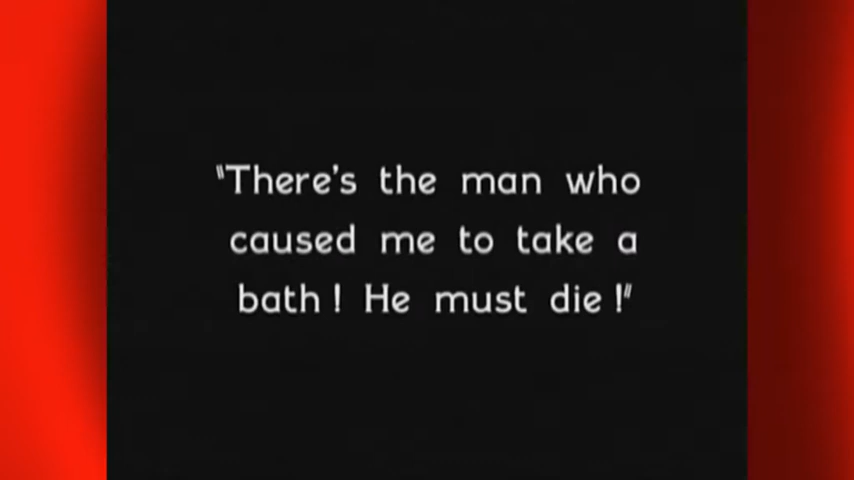 "There's the man who
caused me to take a
bath! He must die!"